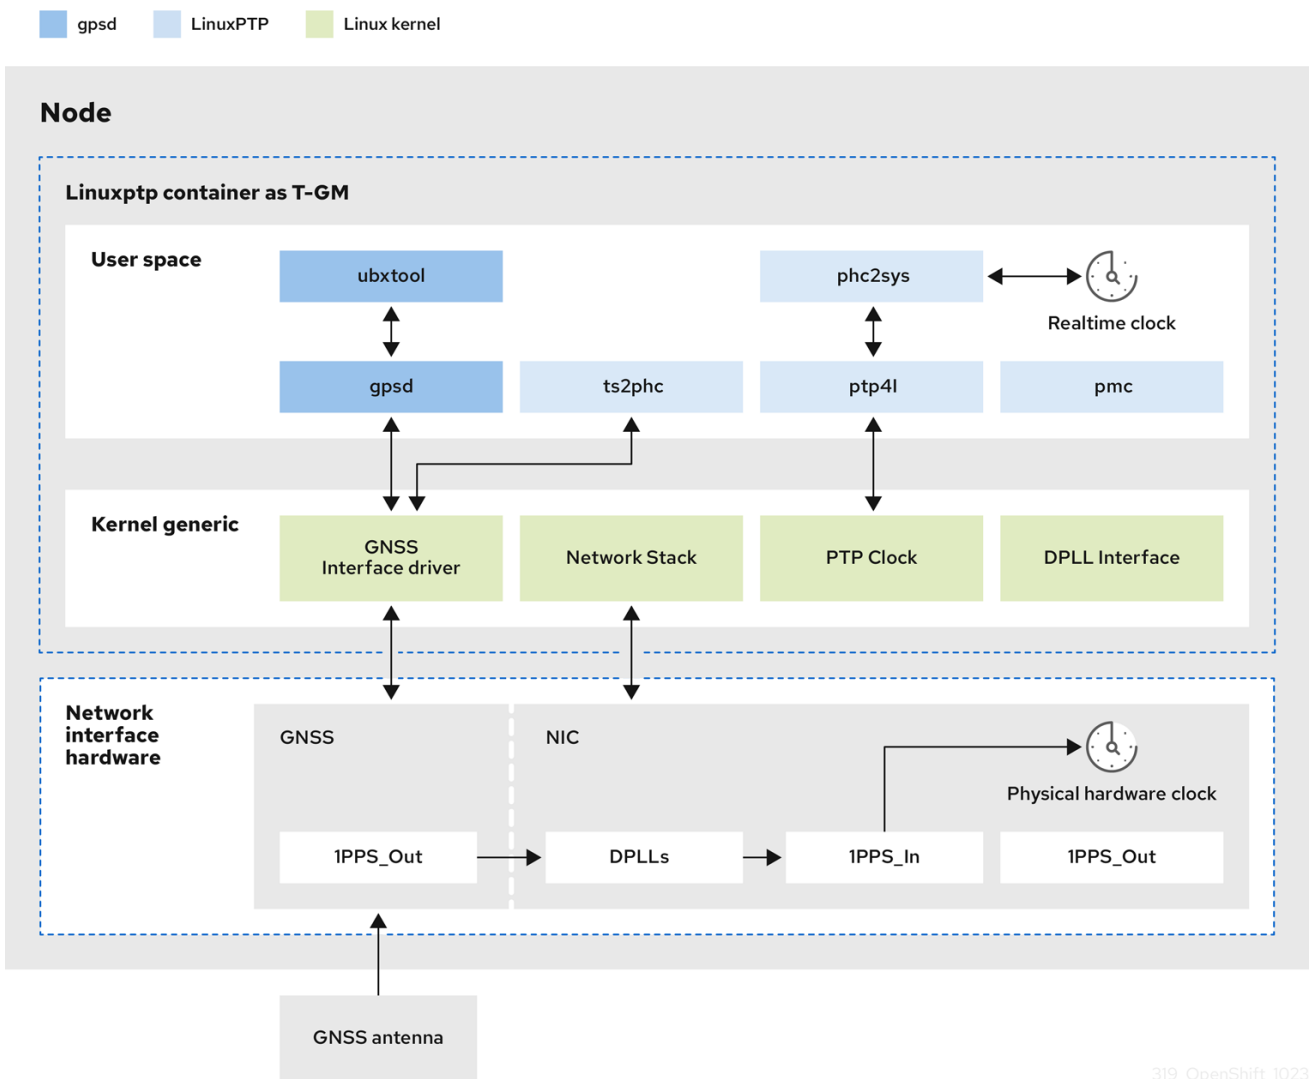 gpsd
LinuxPTP
Linux kernel
Node
Linuxptp container as T-GM
User space
ubxtool
phc2sys
Realtime clock
gpsd
ts2phc
ptp4l
pmc
Kernel generic
GNSS
Interface driver
Network Stack
PTP Clock
DPLL Interface
Network
interface
hardware
GNSS
NIC
Physical hardware clock
1PPS_Out
DPLLs
1PPS_In
1PPS_Out
GNSS antenna
319_OpenShift_1023